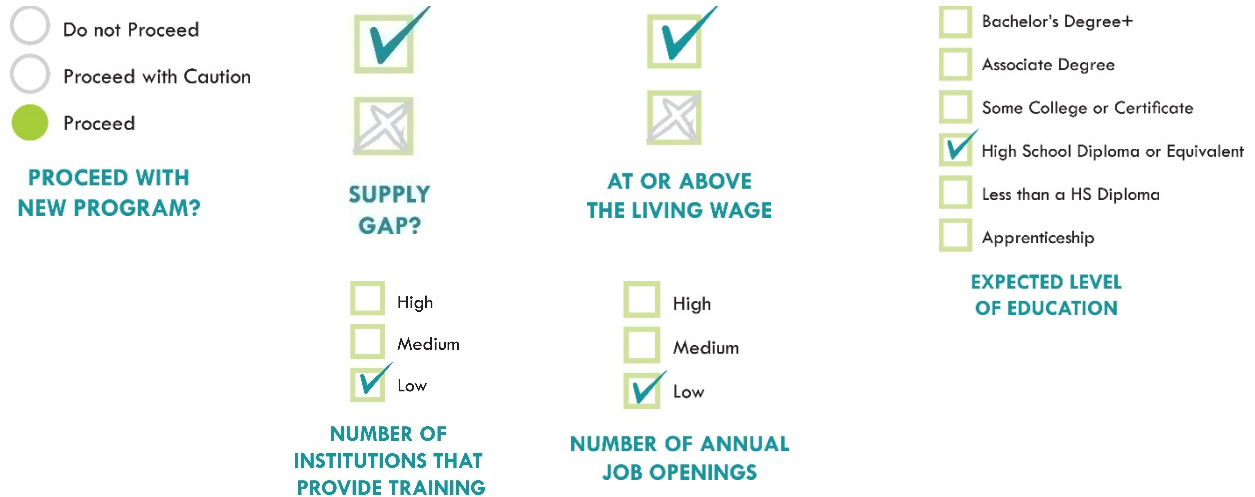 Do not Proceed
Proceed with Caution
Proceed
PROCEED WITH
NEW PROGRAM?
SUPPLY
GAP?
AT OR ABOVE
THE LIVING WAGE
Bachelor's Degree+
Associate Degree
Some College or Certificate
High School Diploma or Equivalent
Less than a HS Diploma
Apprenticeship
EXPECTED LEVEL
OF EDUCATION
High
Medium
Low
NUMBER OF
INSTITUTIONS THAT
PROVIDE TRAINING
High
Medium
Low
NUMBER OF ANNUAL
JOB OPENINGS